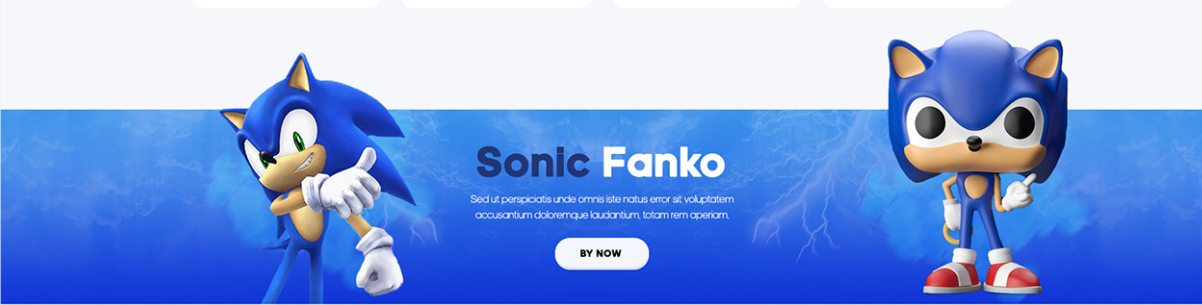 Sonic Fanko
Sed ut perspiciatis unde omnis iste natus error sit voluptatem
accusantium doloremque laudantium, totam rem aperiam.
BY NOW